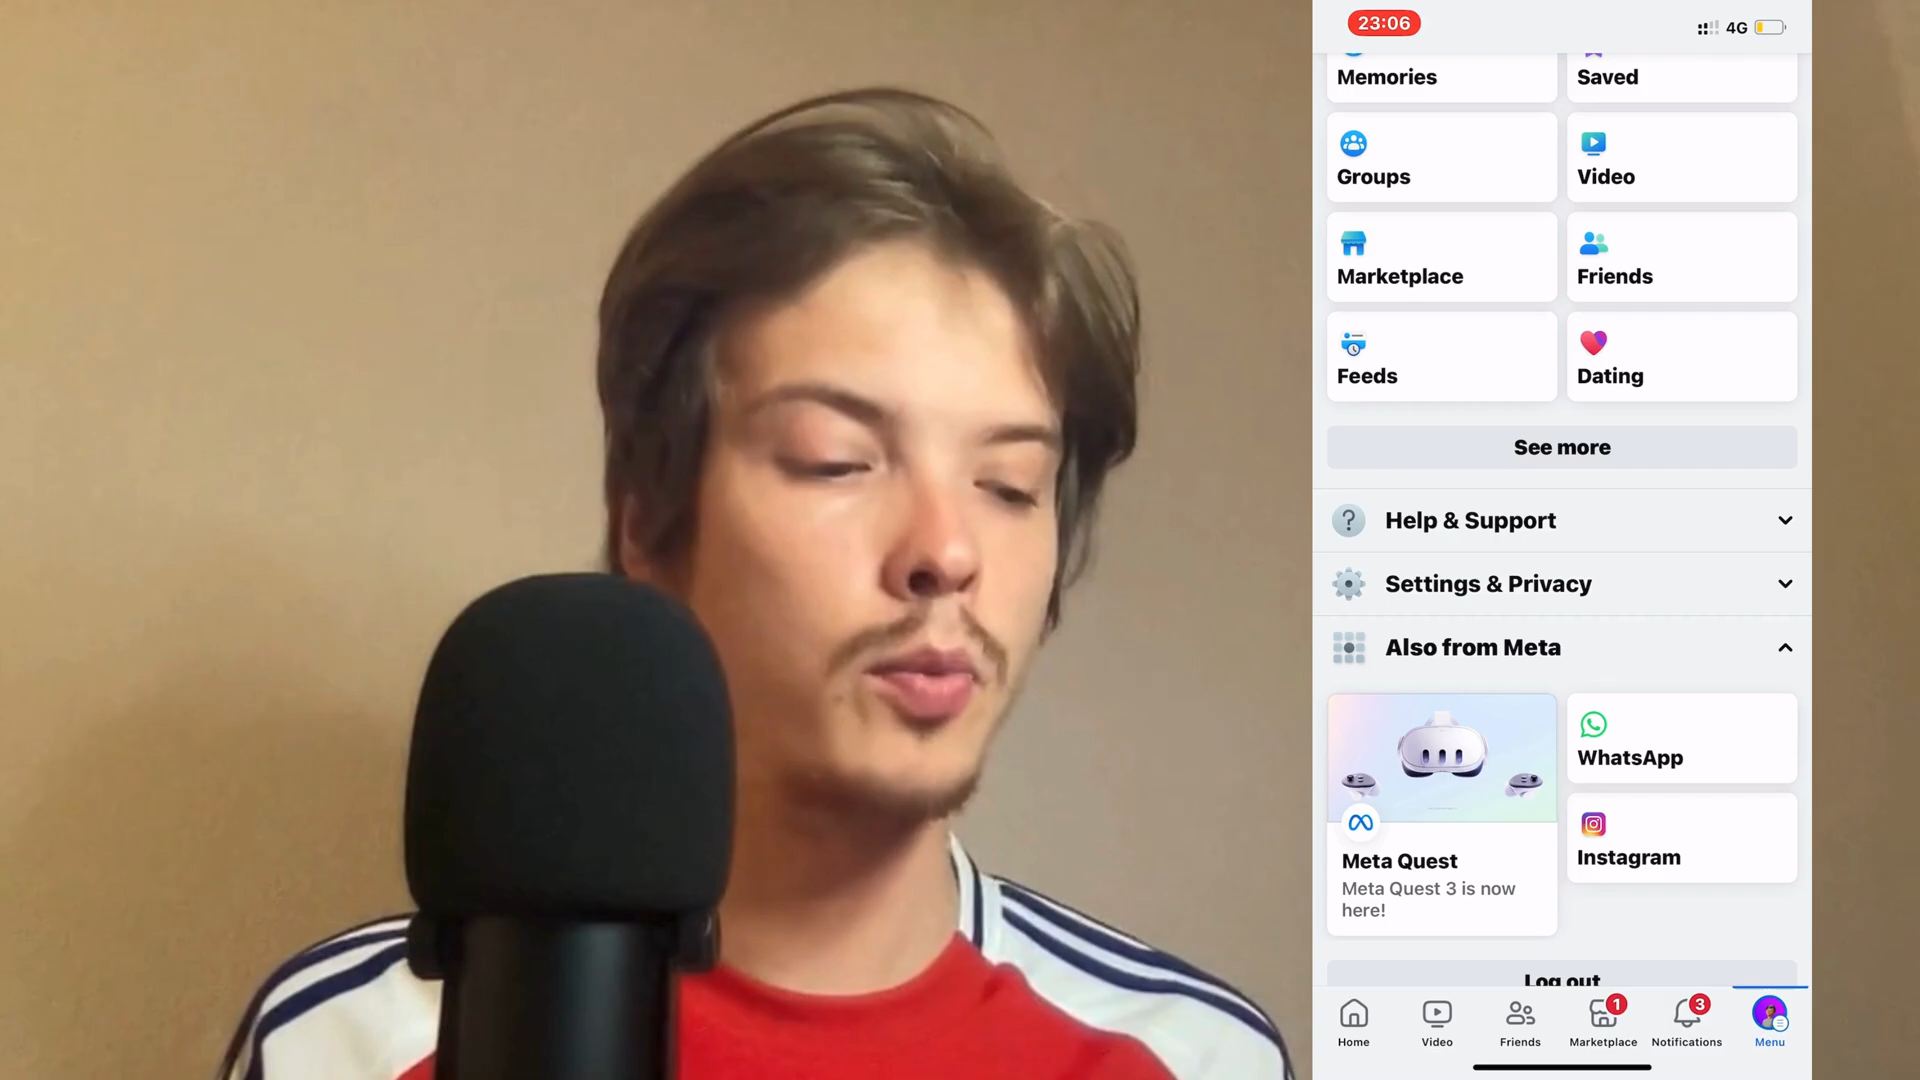 23:06
4G
Memories
Saved
Groups
Video
Marketplace
Friends
Feeds
Dating
See more
Help & Support
Settings & Privacy
Also from Meta
WhatsApp
Instagram
Meta Quest
Meta Quest 3 is now
here!
Log out
1
3
Home
Video
Friends
Marketplace
Notifications
Menu